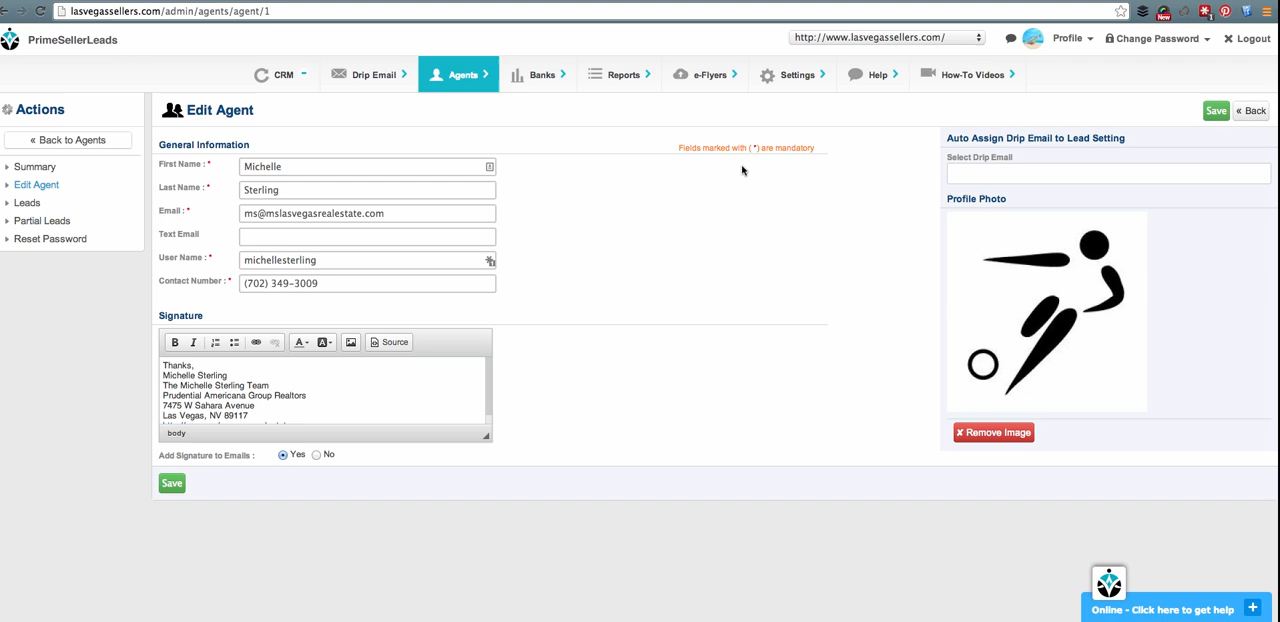 lasvegassellers.com/admin/agents/agent/1
New
1
PrimeSellerLeads
http://www.lasvegassellers.com/
Profile
Change Password
Logout
CRM
Drip Email
Agents
Banks
Reports
e-Flyers
Settings
Help
How-To Videos
Actions
« Back to Agents
Summary
Edit Agent
Leads
Partial Leads
Reset Password
Edit Agent
Save
« Back
General Information
Fields marked with ( * ) are mandatory
First Name : *
Michelle
Last Name : *
Sterling
Email : *
ms@mslasvegasrealestate.com
Text Email
User Name : *
michellesterling
Contact Number : *
(702) 349-3009
Signature
B I A A Source
Thanks,
Michelle Sterling
The Michelle Sterling Team
Prudential Americana Group Realtors
7475 W Sahara Avenue
Las Vegas, NV 89117
body
Add Signature to Emails :
Yes
No
Save
Auto Assign Drip Email to Lead Setting
Select Drip Email
Profile Photo
✘ Remove Image
Online - Click here to get help +